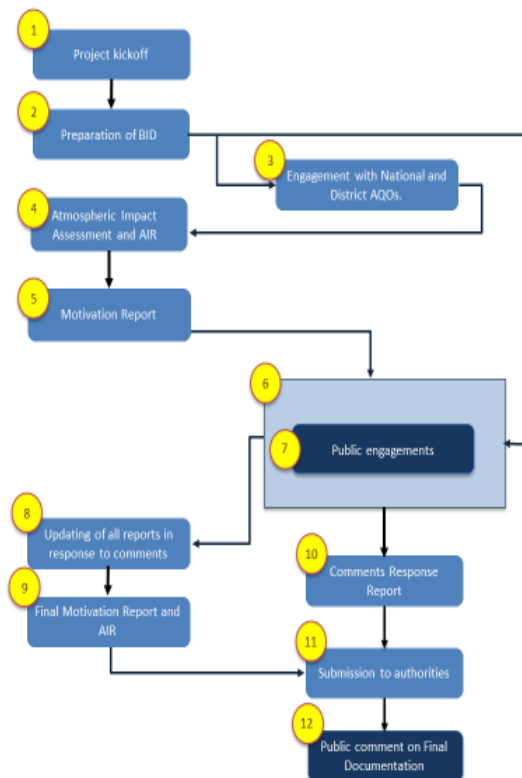 1
Project kickoff
2
Preparation of BID
3
Engagement with National and
District AQOs.
4
Atmospheric Impact
Assessment and AIR
5
Motivation Report
6
7
Public engagements
8
Updating of all reports in
response to comments
9
Final Motivation Report and
AIR
10
Comments Response
Report
11
Submission to authorities
12
Public comment on Final
Documentation